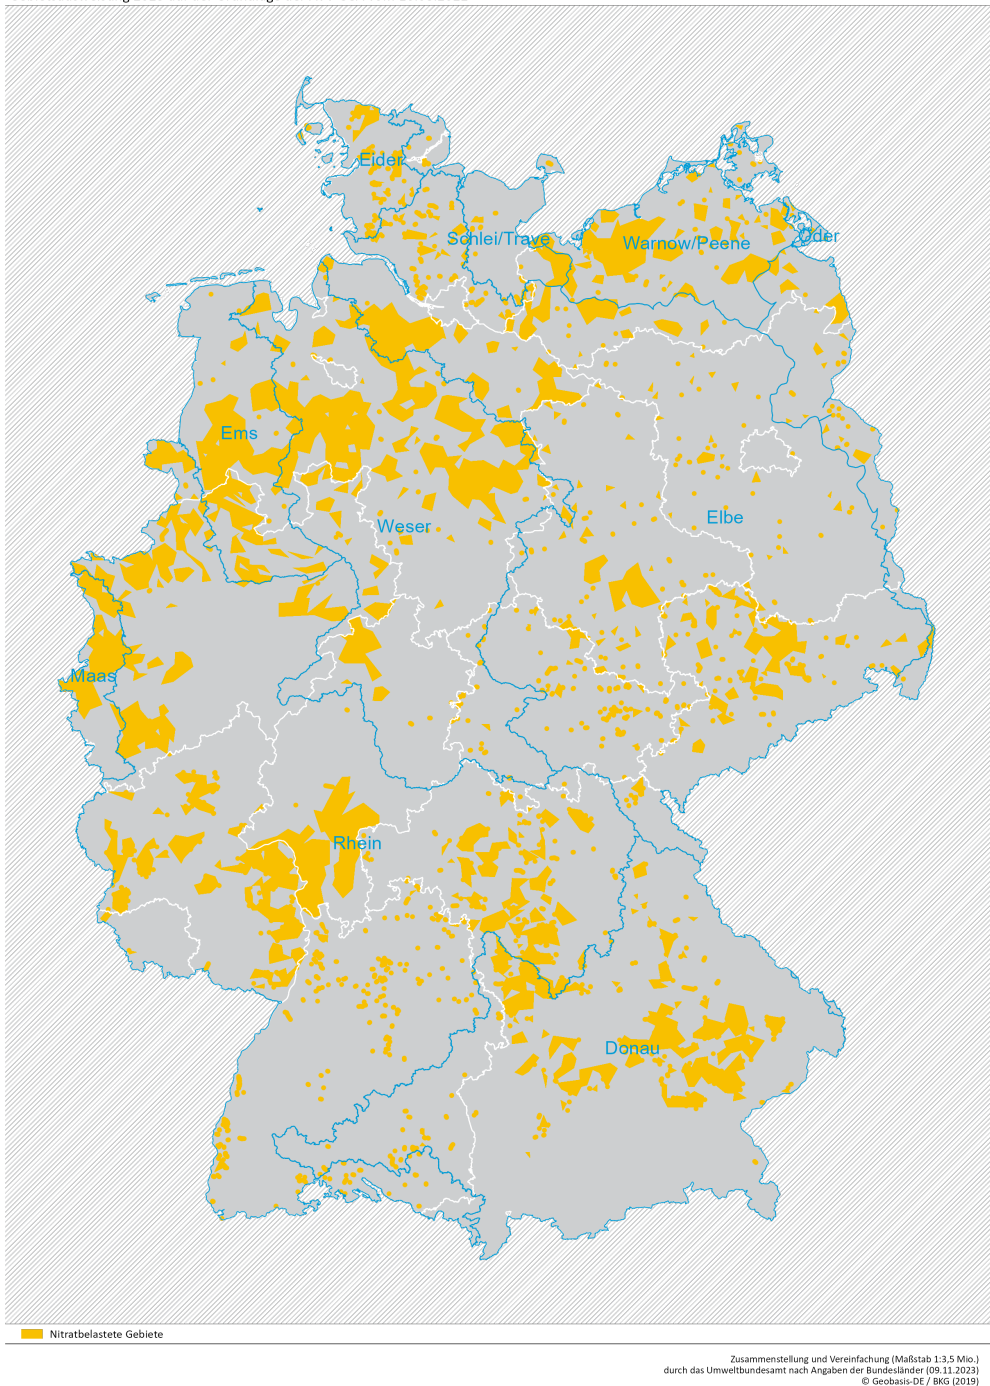 Eider
Schlei/Trave
Warnow/Peene
Oder
Ems
Weser
Elbe
Maas
Rhein
Donau
Nitratbelastete Gebiete
Zusammenstellung und Vereinfachung (Maßstab 1:3,5 Mio.)
durch das Umweltbundesamt nach Angaben der Bundesländer (09.11.2023)
© Geobasis-DE / BKG (2019)